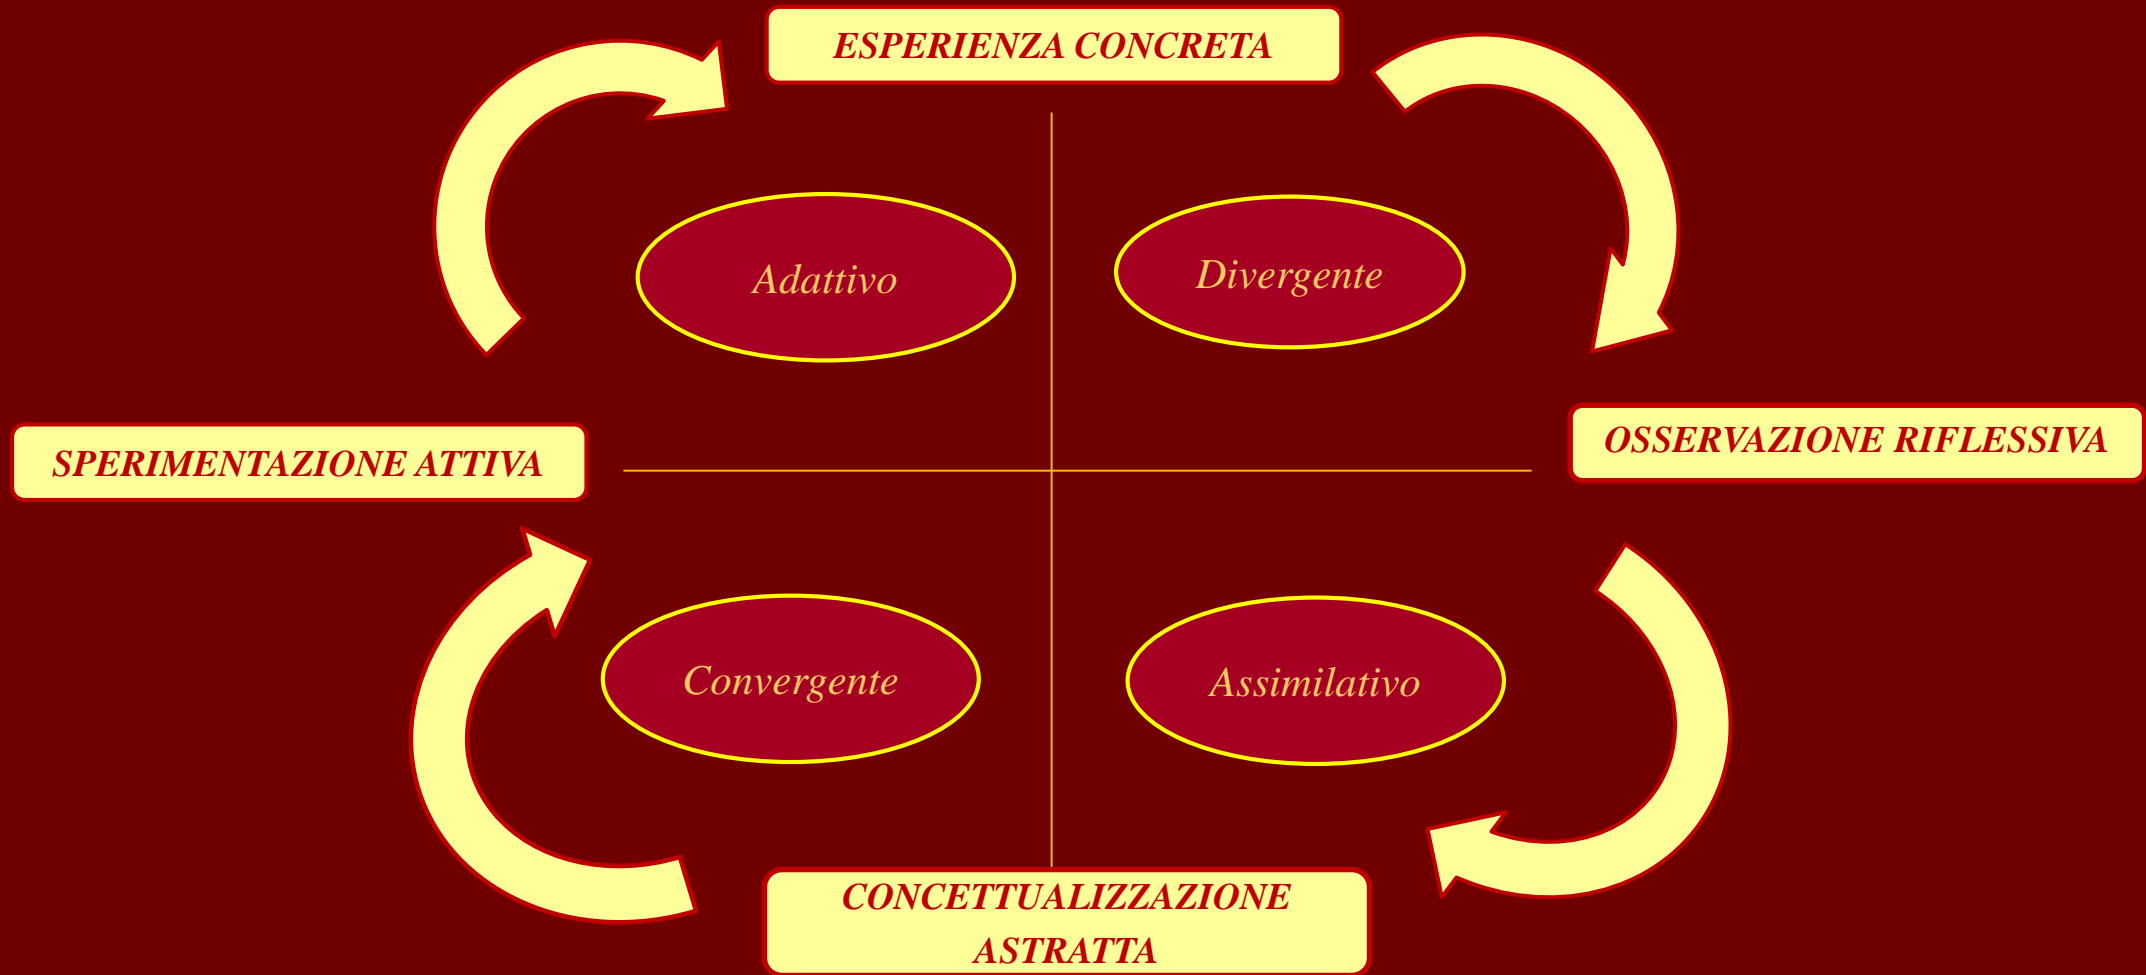 ESPERIENZA CONCRETA
Adattivo
Divergente
SPERIMENTAZIONE ATTIVA
OSSERVAZIONE RIFLESSIVA
Convergente
Assimilativo
CONCETTUALIZZAZIONE
ASTRATTA